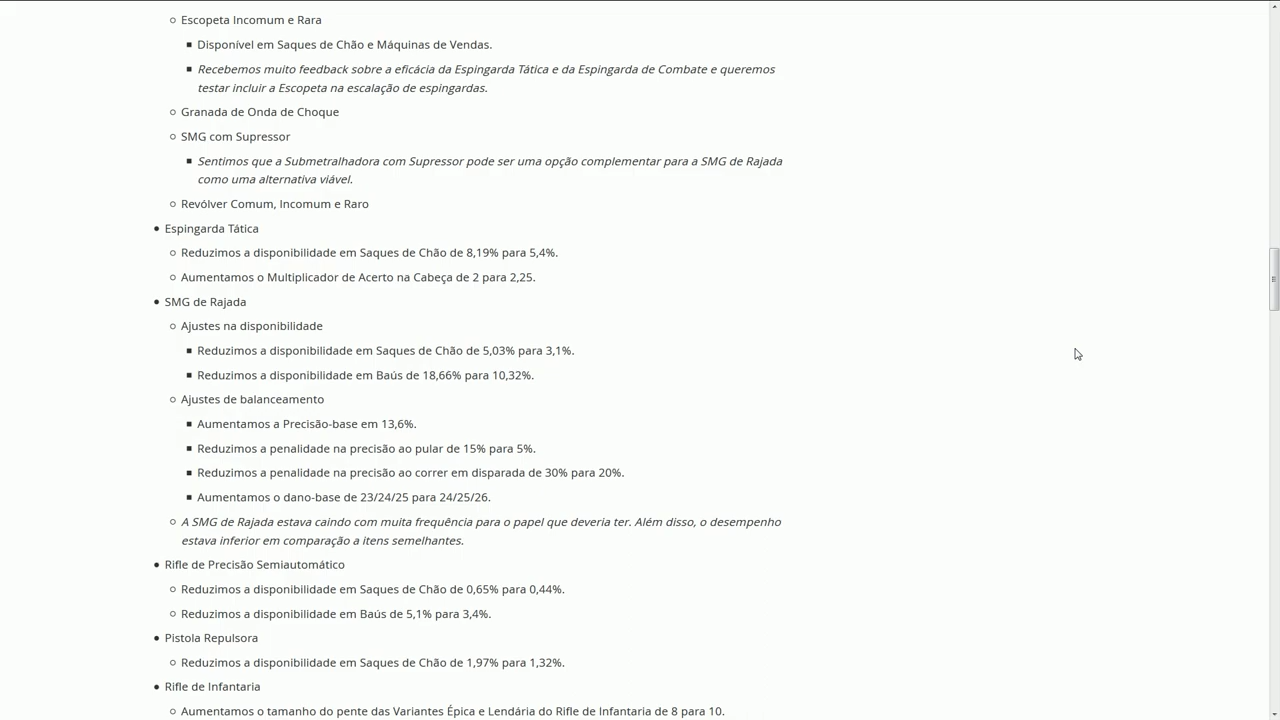 Escopeta Incomum e Rara
Disponível em Saques de Chão e Máquinas de Vendas.
Recebemos muito feedback sobre a eficácia da Espingarda Tática e da Espingarda de Combate e queremos
testar incluir a Escopeta na escalação de espingardas.
Granada de Onda de Choque
SMG com Supressor
Sentimos que a Submetralhadora com Supressor pode ser uma opção complementar para a SMG de Rajada
como uma alternativa viável.
Revólver Comum, Incomum e Raro
Espingarda Tática
Reduzimos a disponibilidade em Saques de Chão de 8,19% para 5,4%.
Aumentamos o Multiplicador de Acerto na Cabeça de 2 para 2,25.
SMG de Rajada
Ajustes na disponibilidade
Reduzimos a disponibilidade em Saques de Chão de 5,03% para 3,1%.
Reduzimos a disponibilidade em Baús de 18,66% para 10,32%.
Ajustes de balanceamento
Aumentamos a Precisão-base em 13,6%.
Reduzimos a penalidade na precisão ao pular de 15% para 5%.
Reduzimos a penalidade na precisão ao correr em disparada de 30% para 20%.
Aumentamos o dano-base de 23/24/25 para 24/25/26.
A SMG de Rajada estava caindo com muita frequência para o papel que deveria ter. Além disso, o desempenho
estava inferior em comparação a itens semelhantes.
Rifle de Precisão Semiautomático
Reduzimos a disponibilidade em Saques de Chão de 0,65% para 0,44%.
Reduzimos a disponibilidade em Baús de 5,1% para 3,4%.
Pistola Repulsora
Reduzimos a disponibilidade em Saques de Chão de 1,97% para 1,32%.
Rifle de Infantaria
Aumentamos o tamanho do pente das Variantes Épica e Lendária do Rifle de Infantaria de 8 para 10.